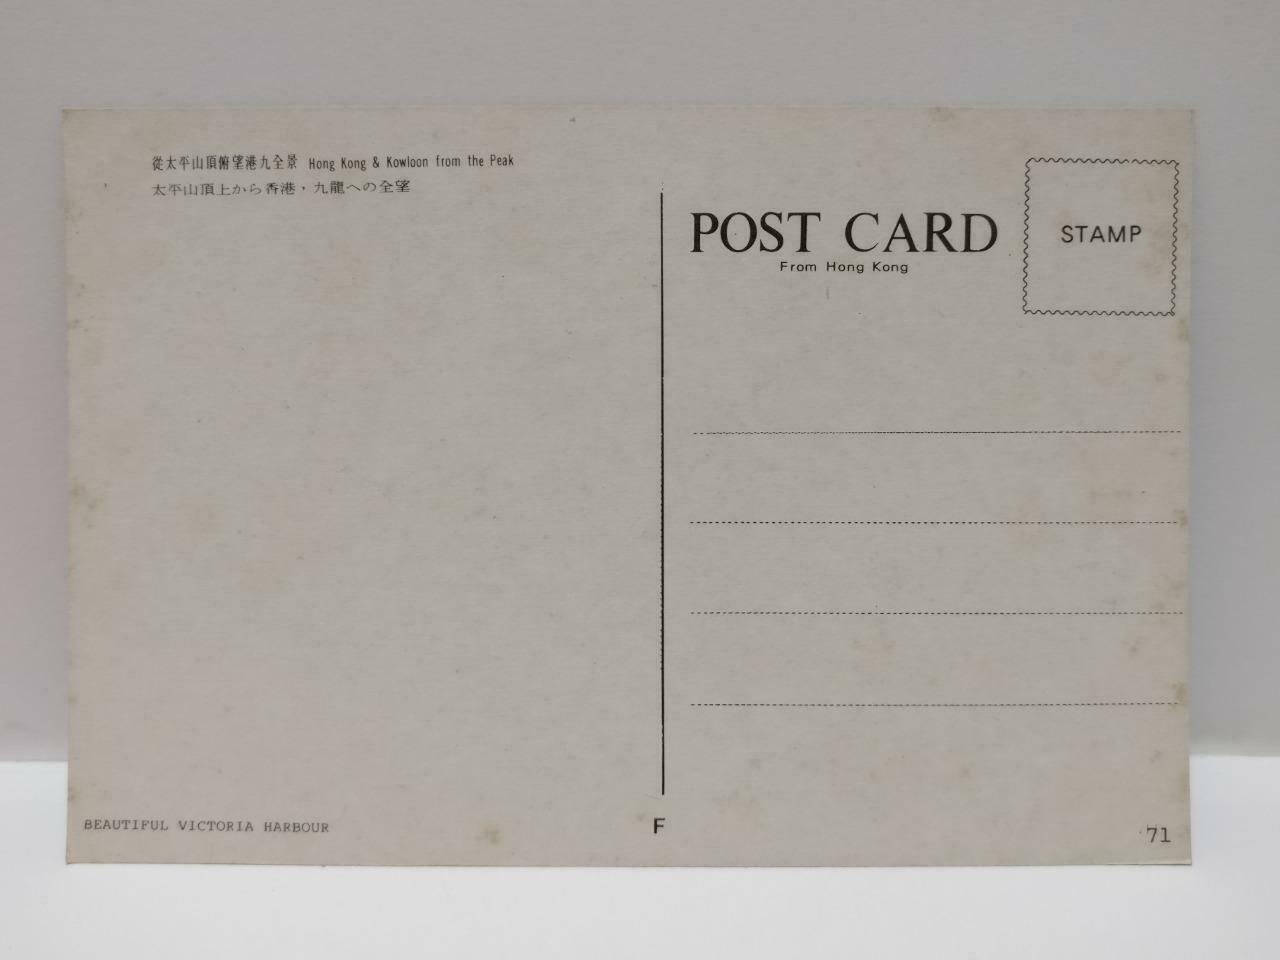 從太平山頂俯望港九全景 Hong Kong & Kowloon from the Peak
太平山頂上から香港，九龍への全望
POST CARD
From Hong Kong
STAMP
BEAUTIFUL VICTORIA HARBOUR
F
71